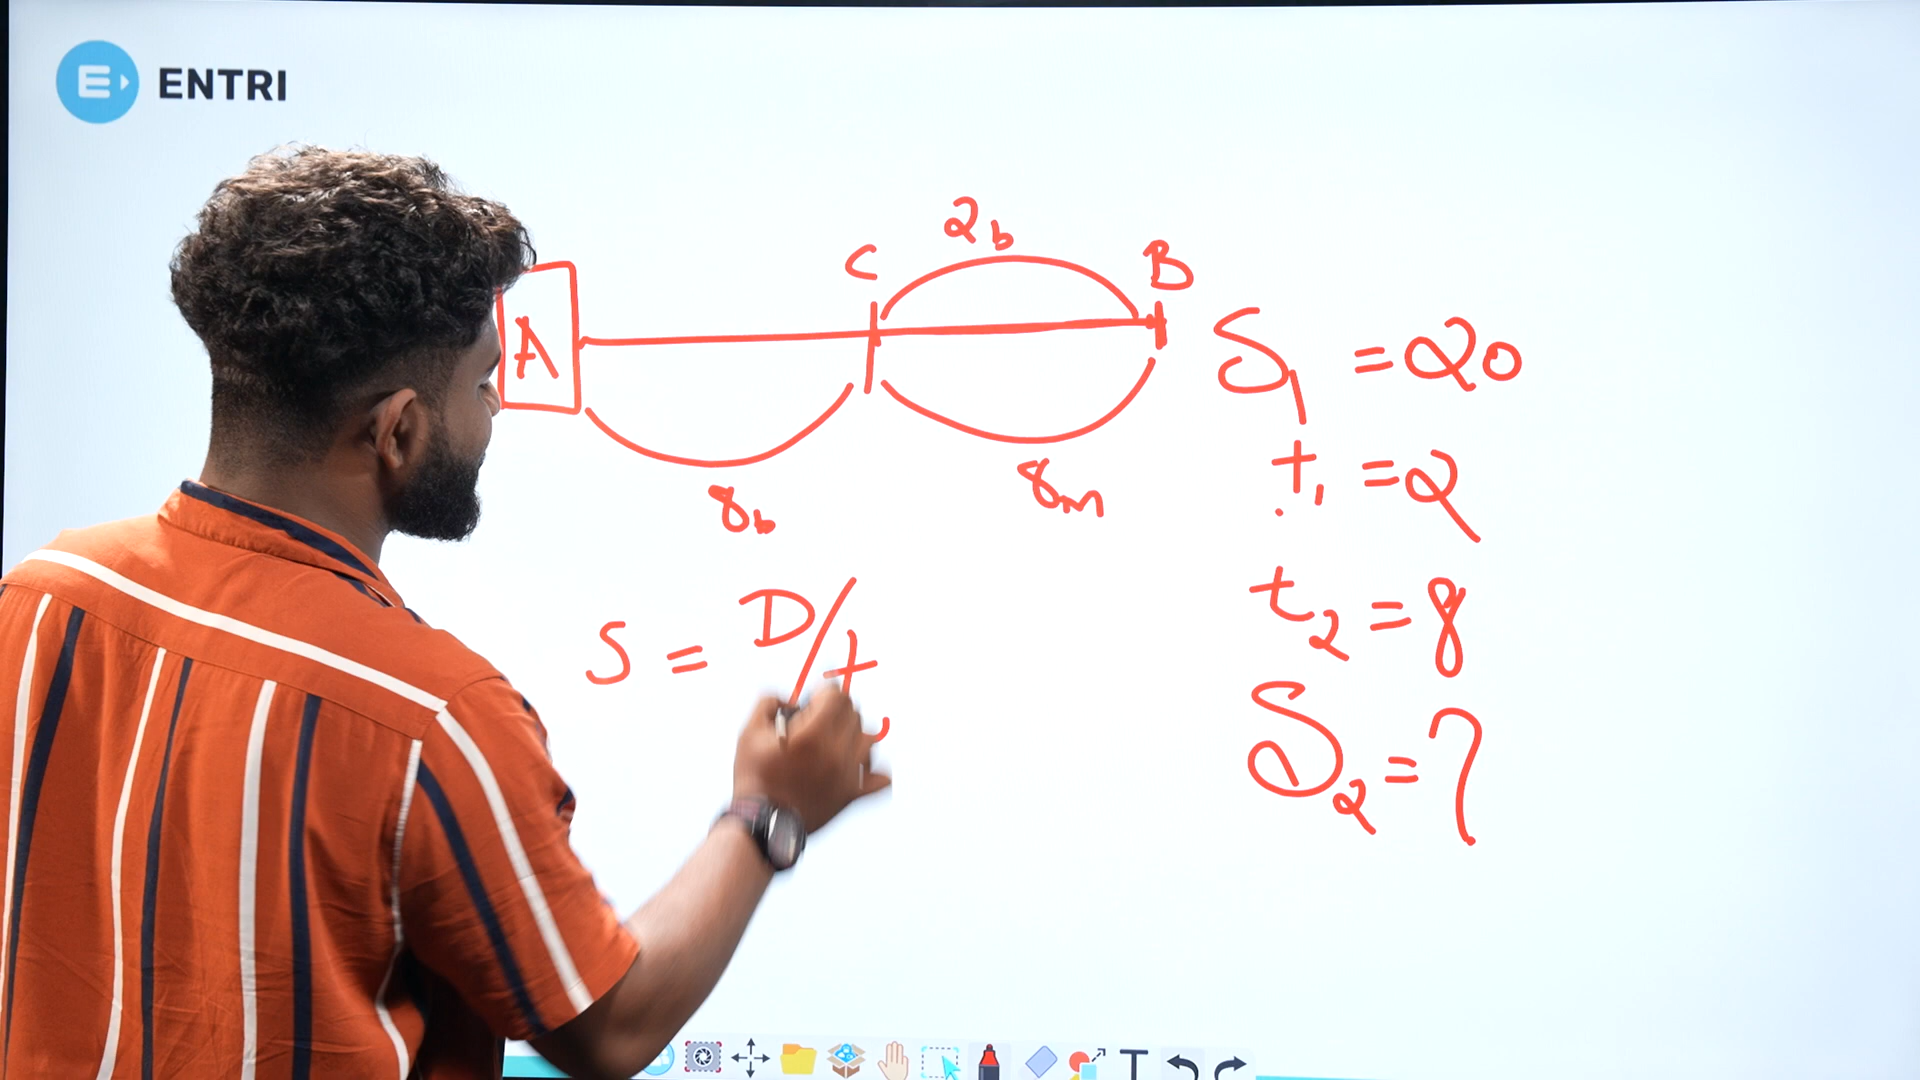 ENTRI
2b
C
B
A
8b
8m
S1 = 20
t1 = 2
t2 = 8
S2 = ?
S = D/t
T